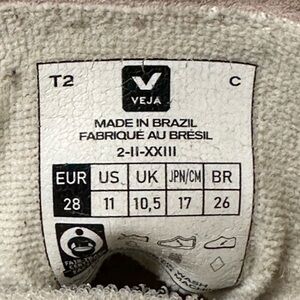 T2 V C
VEJA
MADE IN BRAZIL
FABRIQUÉ AU BRÉSIL
2-II-XXIII
EUR US UK JPN/CM BR
28 11 10,5 17 26
WASH